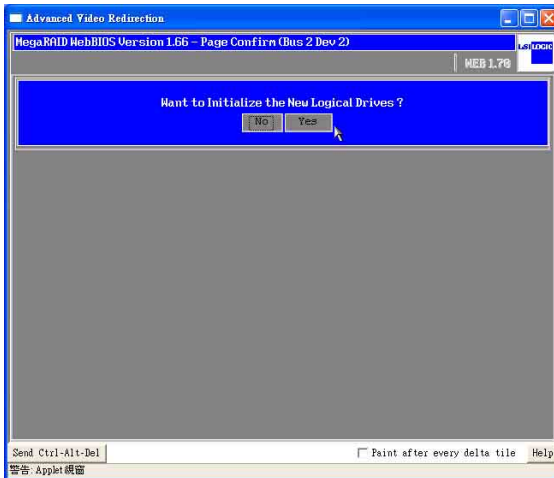 Advanced Video Redirection
MegaRAID WebBIOS Version 1.66 - Page Confirm (Bus 2 Dev 2)
LSI LOGIC
WEB 1.78
Want to Initialize the New Logical Drives ?
No Yes
Send Ctrl-Alt-Del Paint after every delta tile Help
警告: Applet 視窗